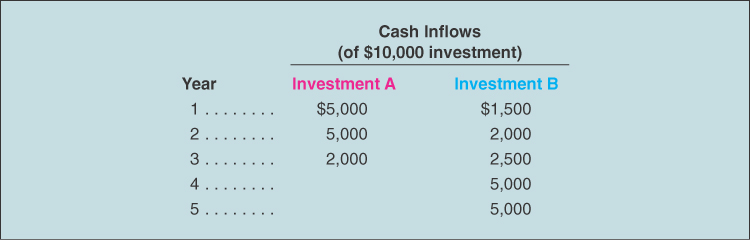 Cash Inflows
(of $10,000 investment)
Year Investment A Investment B
1 . . . . . . . . $5,000 $1,500
2 . . . . . . . . 5,000 2,000
3 . . . . . . . . 2,000 2,500
4 . . . . . . . . 5,000
5 . . . . . . . . 5,000